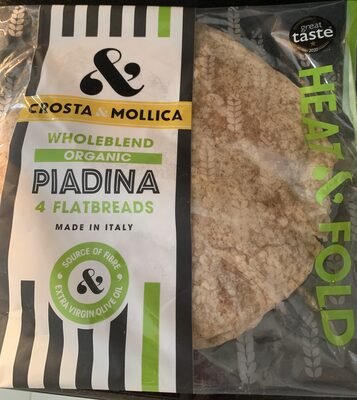 &
CROSTA & MOLLICA
WHOLEBLEND
ORGANIC
PIADINA
4 FLATBREADS
MADE IN ITALY
SOURCE OF FIBRE
&
EXTRA VIRGIN OLIVE OIL
great
taste
HEAT & FOLD